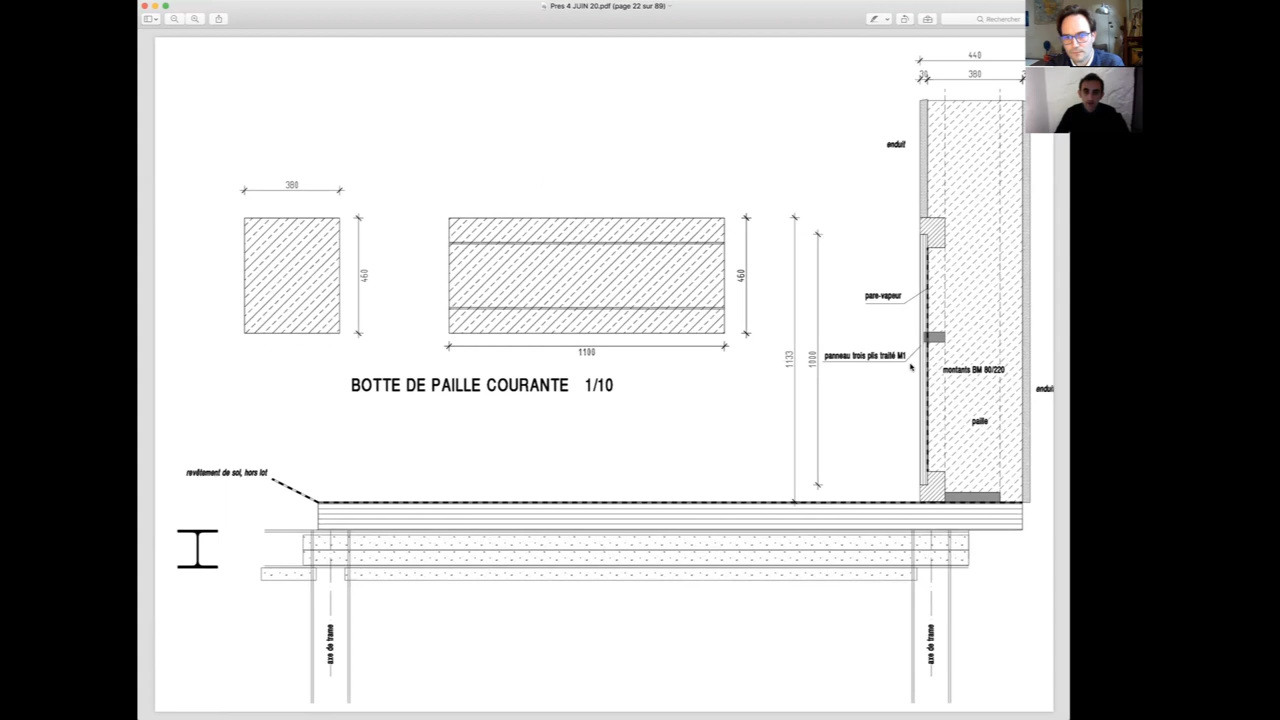 Pres 4 JUIN 20.pdf (page 22 sur 89)
Rechercher
440
30
380
enduit
380
460
460
1100
1133
1000
pare-vapeur
panneau trois plis traité M1
montants BM 60/220
paille
BOTTE DE PAILLE COURANTE 1/10
revêtement de sol, hors lot
axe de trame
axe de trame